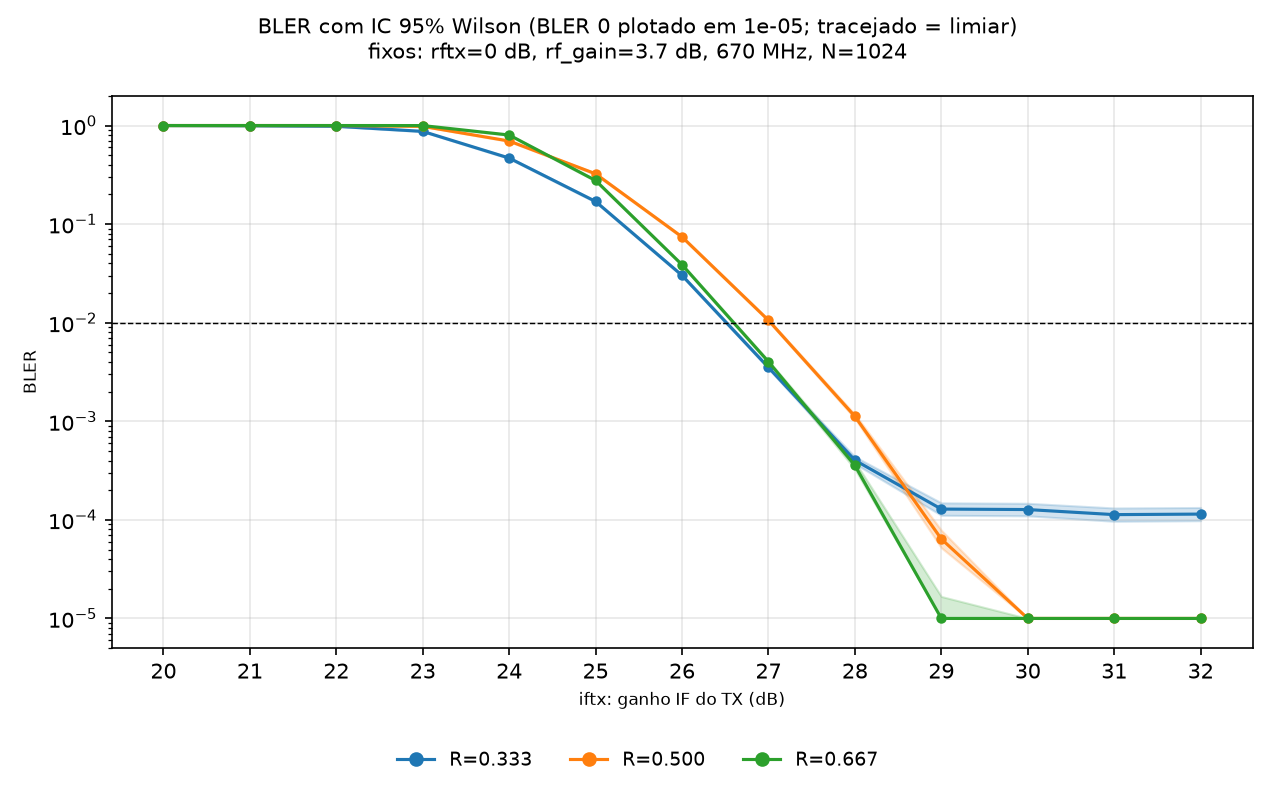 BLER com IC 95% Wilson (BLER 0 plotado em 1e-05; tracejado = limiar)
fixos: rftx=0 dB, rf_gain=3.7 dB, 670 MHz, N=1024
BLER
10⁰
10⁻¹
10⁻²
10⁻³
10⁻⁴
10⁻⁵
20 21 22 23 24 25 26 27 28 29 30 31 32
iftx: ganho IF do TX (dB)
R=0.333 R=0.500 R=0.667